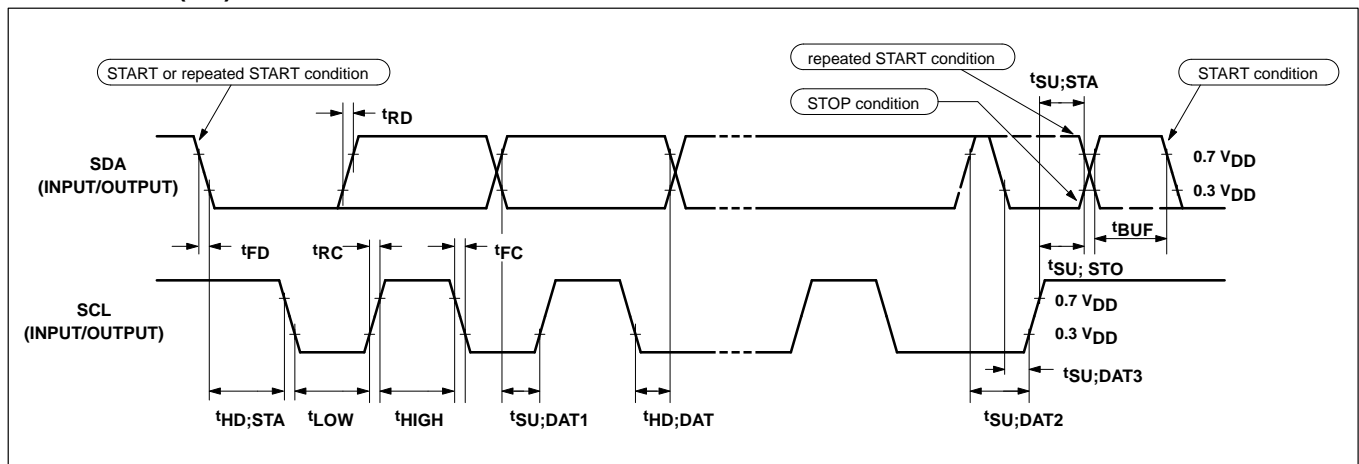 START or repeated START condition
repeated START condition
tSU;STA
START condition
STOP condition
tRD
SDA
(INPUT/OUTPUT)
0.7 VDD
0.3 VDD
tFD
tRC
tFC
tBUF
tSU; STO
SCL
(INPUT/OUTPUT)
0.7 VDD
0.3 VDD
tSU;DAT3
tHD;STA
tLOW
tHIGH
tSU;DAT1
tHD;DAT
tSU;DAT2